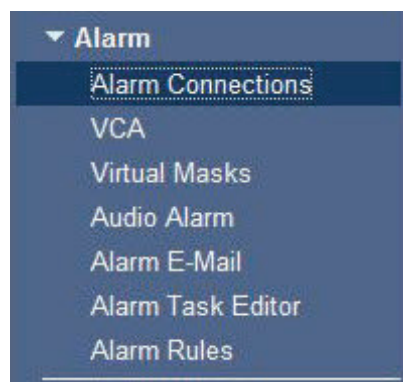 Alarm
Alarm Connections
VCA
Virtual Masks
Audio Alarm
Alarm E-Mail
Alarm Task Editor
Alarm Rules